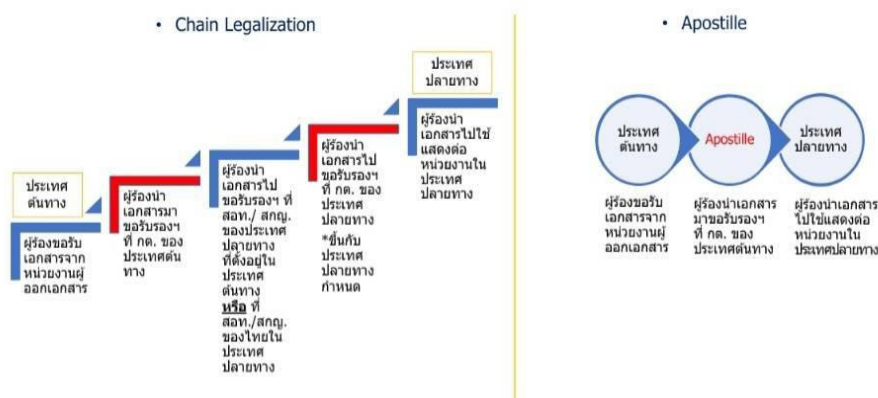 • Chain Legalization
ประเทศ
ต้นทาง
ผู้ร้องขอรับ
เอกสารจาก
หน่วยงานผู้
ออกเอกสาร
ผู้ร้องนำ
เอกสารมา
ขอรับรองฯ
ที่ กต. ของ
ประเทศต้น
ทาง
ผู้ร้องนำ
เอกสารไป
ขอรับรองฯ ที่
สอท./ สกญ.
ของประเทศ
ปลายทาง
ที่ตั้งอยู่ใน
ประเทศ
ต้นทาง
หรือ ที่
สอท./สกญ.
ของไทยใน
ประเทศ
ปลายทาง
ผู้ร้องนำ
เอกสารไป
ขอรับรองฯ
ที่ กต. ของ
ประเทศ
ปลายทาง
*ขึ้นกับ
ประเทศ
ปลายทาง
กำหนด
ประเทศ
ปลายทาง
ผู้ร้องนำ
เอกสารไปใช้
แสดงต่อ
หน่วยงานใน
ประเทศ
ปลายทาง
• Apostille
ประเทศ
ต้นทาง
ผู้ร้องขอรับ
เอกสารจาก
หน่วยงานผู้
ออกเอกสาร
Apostille
ผู้ร้องนำเอกสาร
มาขอรับรองฯ
ที่ กต. ของ
ประเทศต้นทาง
ประเทศ
ปลายทาง
ผู้ร้องนำเอกสาร
ไปใช้แสดงต่อ
หน่วยงานใน
ประเทศปลายทาง